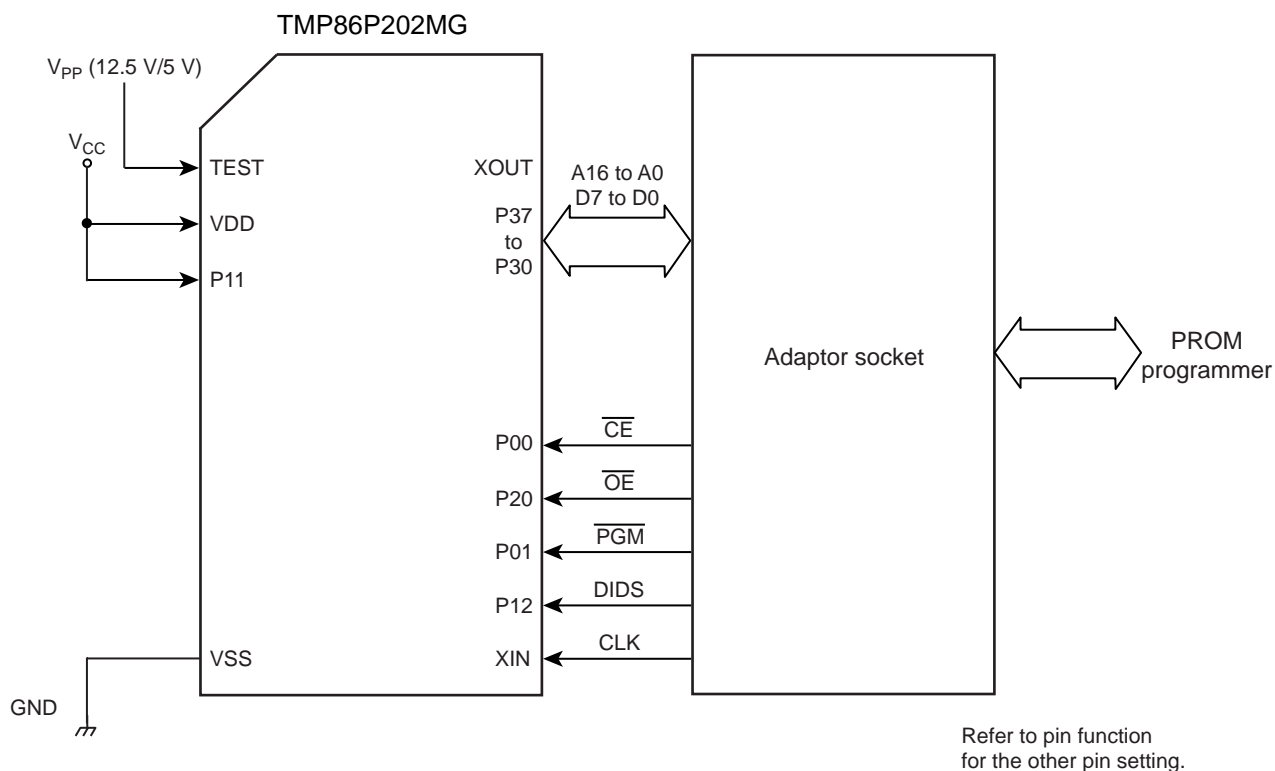 TMP86P202MG
VPP (12.5 V/5 V)
VCC
TEST
VDD
P11
VSS
GND
XOUT
P37
to
P30
P00
P20
P01
P12
XIN
A16 to A0
D7 to D0
CE
OE
PGM
DIDS
CLK
Adaptor socket
PROM
programmer
Refer to pin function
for the other pin setting.